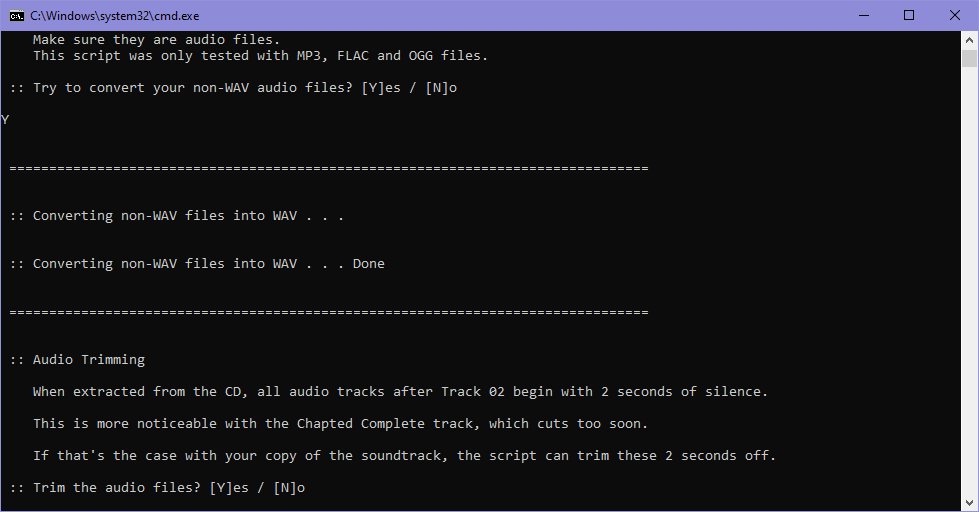 C:\Windows\system32\cmd.exe
Make sure they are audio files.
This script was only tested with MP3, FLAC and OGG files.
:: Try to convert your non-WAV audio files? [Y]es / [N]o
Y
================================================================================
:: Converting non-WAV files into WAV . . .
:: Converting non-WAV files into WAV . . . Done
================================================================================
:: Audio Trimming
When extracted from the CD, all audio tracks after Track 02 begin with 2 seconds of silence.
This is more noticeable with the Chapted Complete track, which cuts too soon.
If that's the case with your copy of the soundtrack, the script can trim these 2 seconds off.
:: Trim the audio files? [Y]es / [N]o